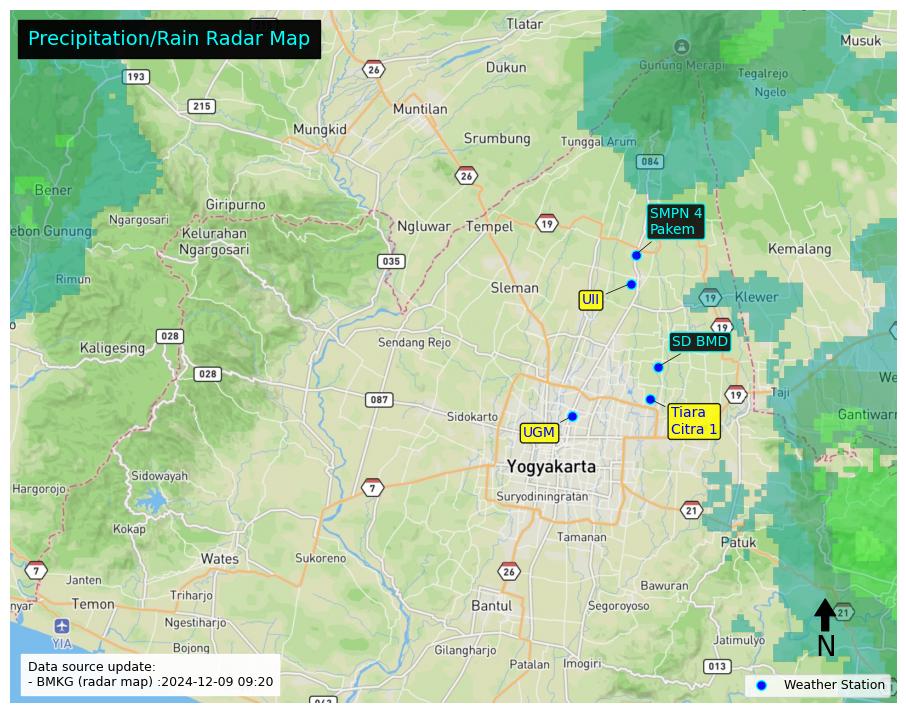 Precipitation/Rain Radar Map
Tlatar
Musuk
26
193
Dukun
Gunung Merapi
Tegalrejo
Ngelo
215
Muntilan
Mungkid
Srumbung
Tunggal Arum
084
26
Bener
Giripurno
Ngargosari
SMPN 4
Pakem
ebon Gunung
Kelurahan
Ngargosari
Ngluwar
Tempel
19
Kemalang
035
Rimun
Sleman
UII
19
Klewer
19
Kaligesing
028
Sendang Rejo
SD BMD
028
087
Sidokarto
Taji
19
We
Gantiwarn
Tiara
Citra 1
UGM
Yogyakarta
Sidowayah
Hargorojo
7
Suryodiningratan
21
Kokap
Tamanan
Patuk
Wates
Sukoreno
7
26
Janten
Bawuran
Triharjo
nyar
Temon
Bantul
Segoroyoso
21
Ngestiharjo
YIA
Bojong
Gilangharjo
Jatimulyo
N
Patalan
Imogiri
013
Data source update:
- BMKG (radar map) :2024-12-09 09:20
Weather Station